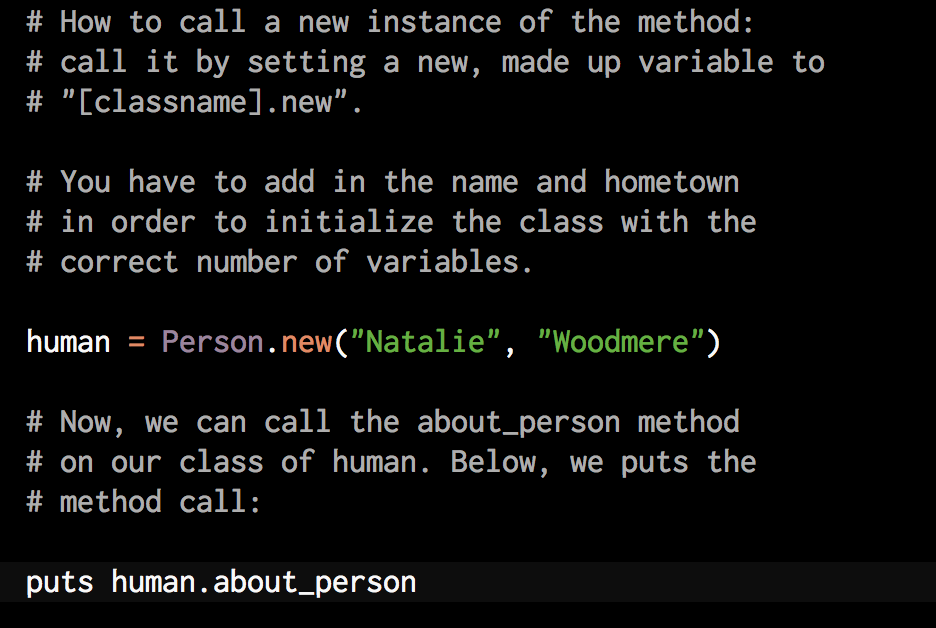 # How to call a new instance of the method:
# call it by setting a new, made up variable to
# "[classname].new".
# You have to add in the name and hometown
# in order to initialize the class with the
# correct number of variables.
human = Person.new("Natalie", "Woodmere")
# Now, we can call the about_person method
# on our class of human. Below, we puts the
# method call:
puts human.about_person